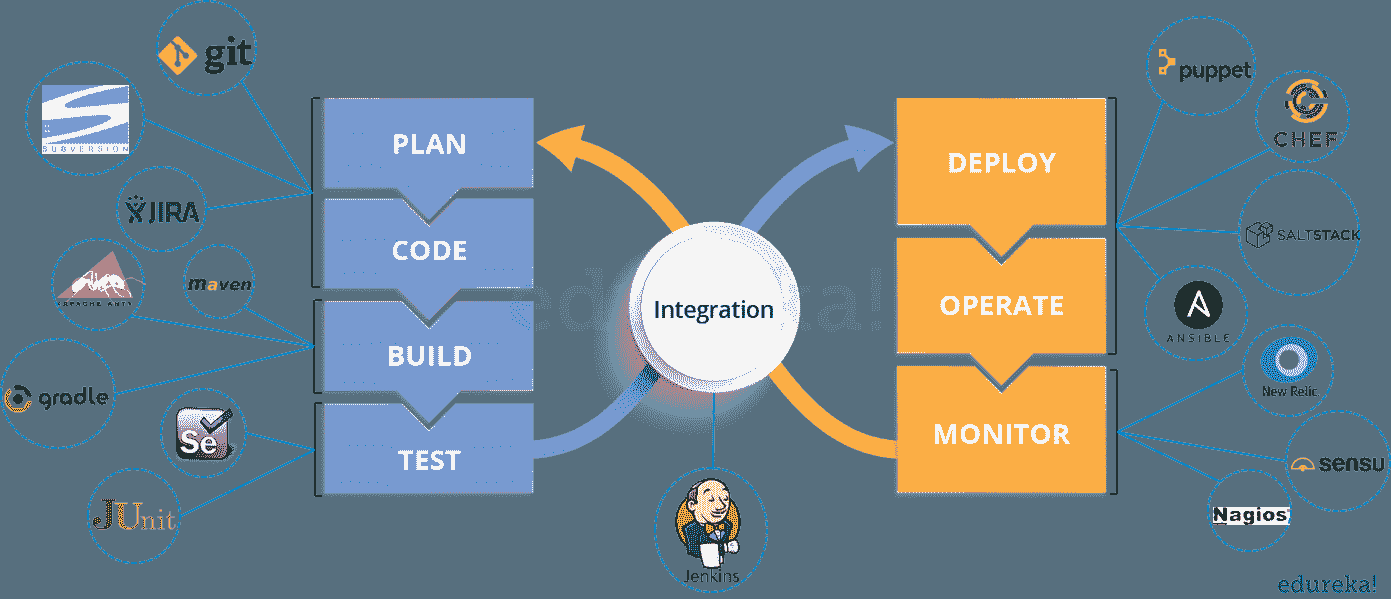 git
SUBVERSION
JIRA
APACHE ANT
maven
gradle
Se
JUnit
PLAN
CODE
BUILD
TEST
edureka!
Integration
Jenkins
DEPLOY
OPERATE
MONITOR
puppet
CHEF
SALTSTACK
ANSIBLE
New Relic.
sensu
Nagios
edureka!